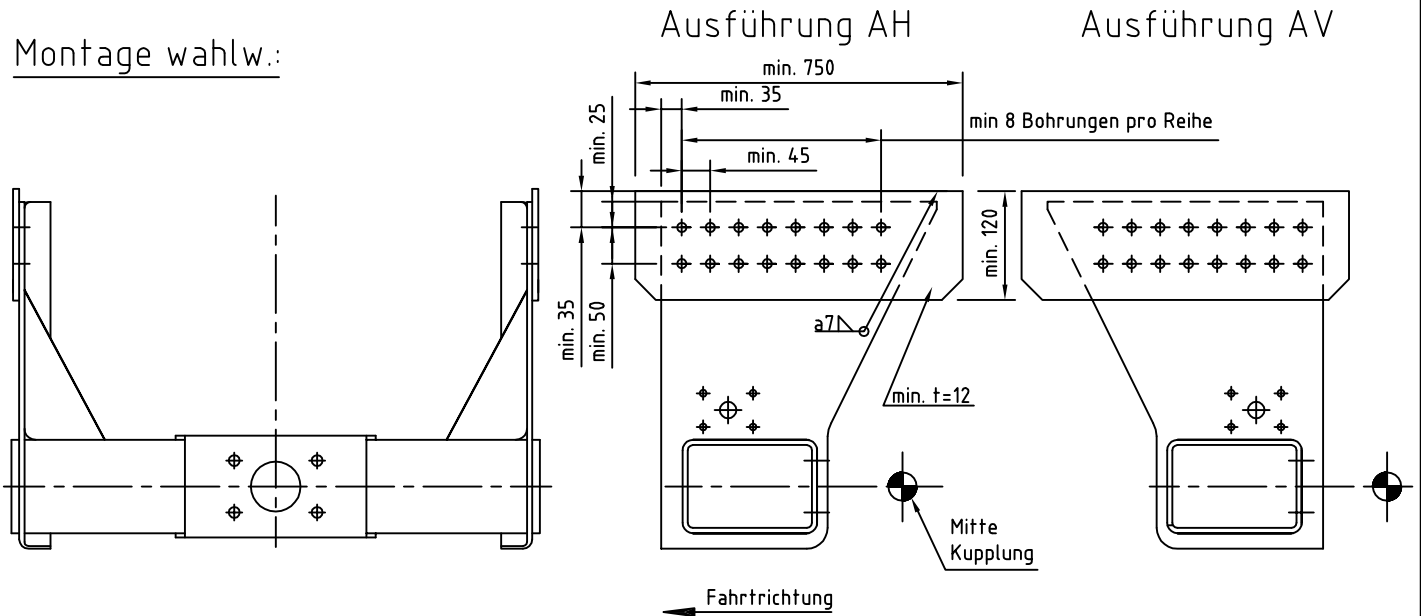 Montage wahlw.:
Ausführung AH
Ausführung AV
min. 750
min. 35
min. 25
min 8 Bohrungen pro Reihe
min. 45
min. 120
min. 35
min. 50
a7
min. t=12
Mitte
Kupplung
Fahrtrichtung